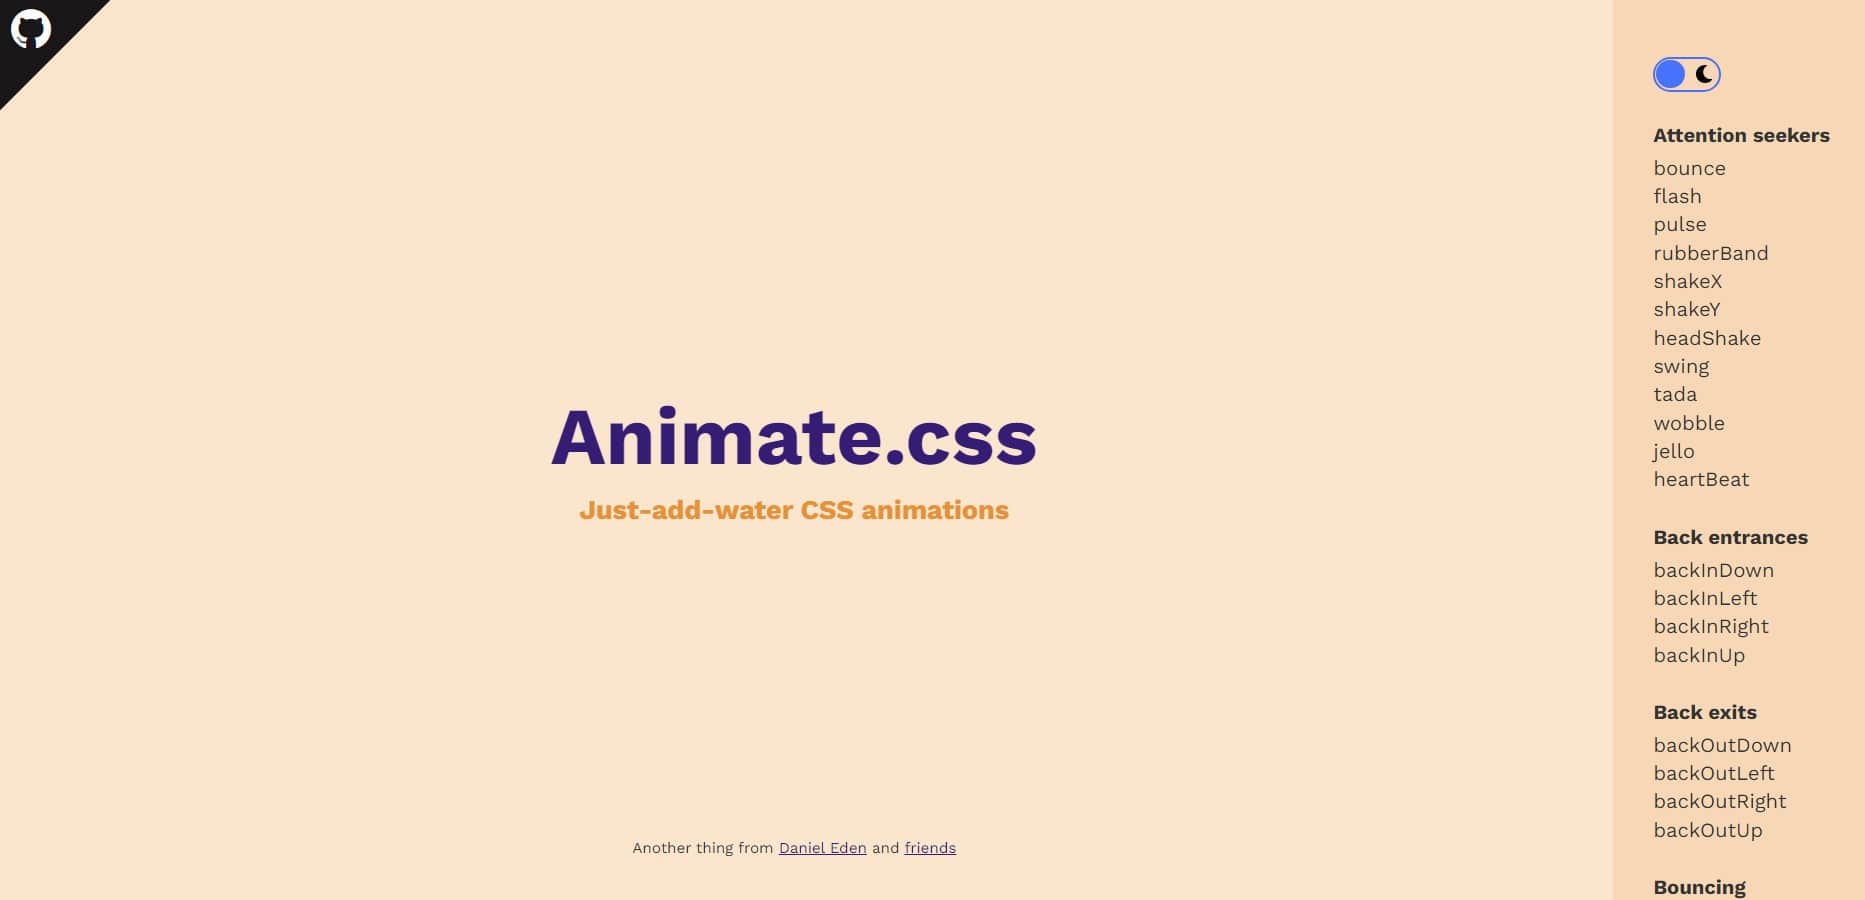 Animate.css
Just-add-water CSS animations
Another thing from Daniel Eden and friends
Attention seekers
bounce
flash
pulse
rubberBand
shakeX
shakeY
headShake
swing
tada
wobble
jello
heartBeat
Back entrances
backInDown
backInLeft
backInRight
backInUp
Back exits
backOutDown
backOutLeft
backOutRight
backOutUp
Bouncing